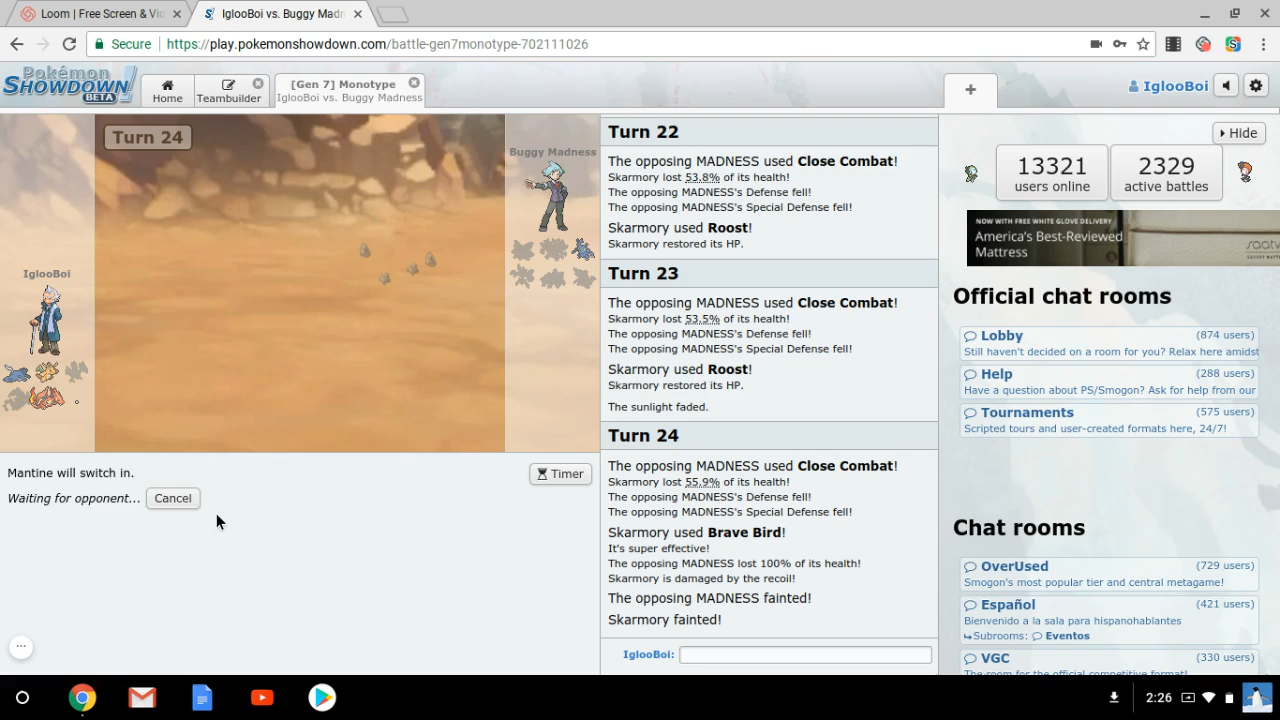 Loom | Free Screen & Vi
IglooBoi vs. Buggy Madn
Secure
https://play.pokemonshowdown.com/battle-gen7monotype-702111026
Pokémon
SHOWDOWN!
BETA
Home
Teambuilder
[Gen 7] Monotype
IglooBoi vs. Buggy Madness
+
IglooBoi
Turn 24
Buggy Madness
IglooBoi
Mantine will switch in.
Timer
Waiting for opponent...
Cancel
Turn 22
The opposing MADNESS used Close Combat!
Skarmory lost 53.8% of its health!
The opposing MADNESS's Defense fell!
The opposing MADNESS's Special Defense fell!
Skarmory used Roost!
Skarmory restored its HP.
Turn 23
The opposing MADNESS used Close Combat!
Skarmory lost 53.5% of its health!
The opposing MADNESS's Defense fell!
The opposing MADNESS's Special Defense fell!
Skarmory used Roost!
Skarmory restored its HP.
The sunlight faded.
Turn 24
The opposing MADNESS used Close Combat!
Skarmory lost 55.9% of its health!
The opposing MADNESS's Defense fell!
The opposing MADNESS's Special Defense fell!
Skarmory used Brave Bird!
It's super effective!
The opposing MADNESS lost 100% of its health!
Skarmory is damaged by the recoil!
The opposing MADNESS fainted!
Skarmory fainted!
IglooBoi:
Hide
13321
users online
2329
active battles
NOW WITH FREE WHITE GLOVE DELIVERY
America's Best-Reviewed
Mattress
saatv
Official chat rooms
Lobby
(874 users)
Still haven't decided on a room for you? Relax here amidst
Help
(288 users)
Have a question about PS/Smogon? Ask for help from our
Tournaments
(575 users)
Scripted tours and user-created formats here, 24/7!
Chat rooms
OverUsed
(729 users)
Smogon's most popular tier and central metagame!
Español
(421 users)
Bienvenido a la sala para hispanohablantes
Subrooms: Eventos
VGC
(330 users)
The room for the official competitive format!
2:26